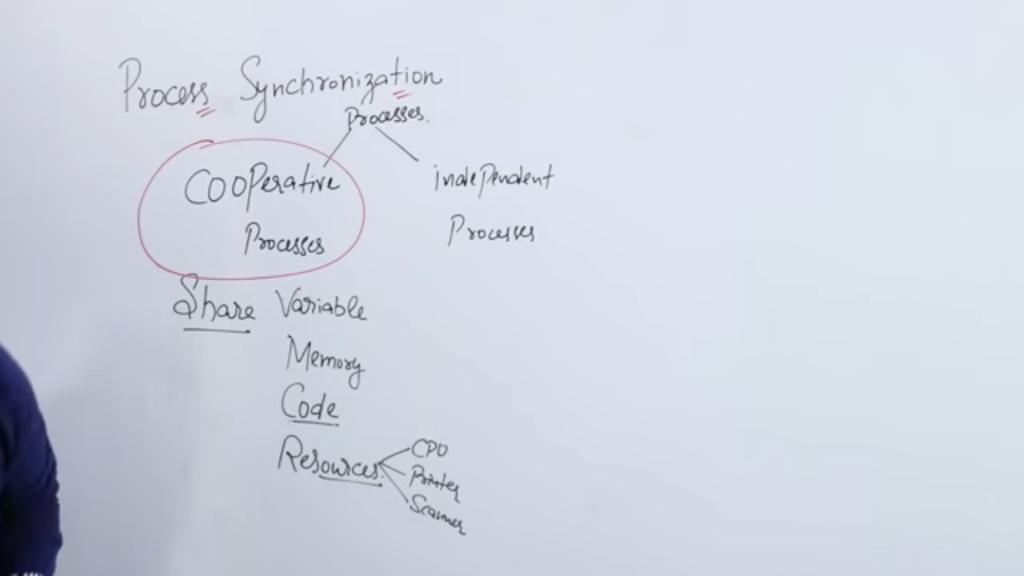 Process Synchronization
Processes.
Cooperative
Processes
independent
Processes
Share Variable
Memory
Code
Resources.
CPU
Printer
Scanner